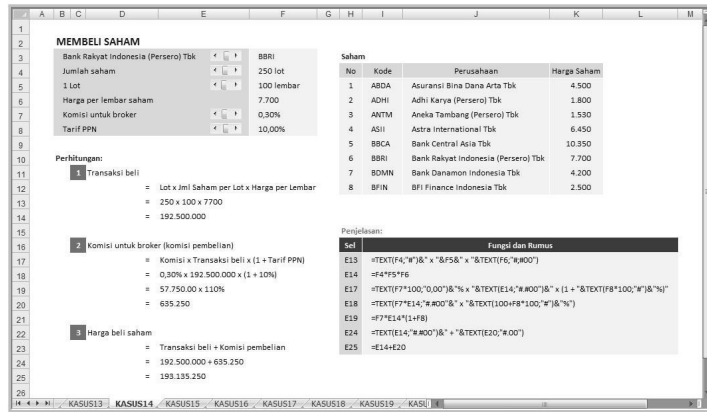 A B C D E F G H I J K L M
1
2 MEMBELI SAHAM
3 Bank Rakyat Indonesia (Persero) Tbk BBRI Saham
4 Jumlah saham 250 lot No Kode Perusahaan Harga Saham
5 1 Lot 100 lembar 1 ABDA Asuransi Bina Dana Arta Tbk 4.500
6 Harga per lembar saham 7.700 2 ADHI Adhi Karya (Persero) Tbk 1.800
7 Komisi untuk broker 0,30% 3 ANTM Aneka Tambang (Persero) Tbk 1.530
8 Tarif PPN 10,00% 4 ASII Astra International Tbk 6.450
9 5 BBCA Bank Central Asia Tbk 10.350
10 Perhitungan: 6 BBRI Bank Rakyat Indonesia (Persero) Tbk 7.700
11 1 Transaksi beli 7 BDMN Bank Danamon Indonesia Tbk 4.200
12 = Lot x Jml Saham per Lot x Harga per Lembar 8 BFIN BFI Finance Indonesia Tbk 2.500
13 = 250 x 100 x 7700
14 = 192.500.000
15 Penjelasan:
16 2 Komisi untuk broker (komisi pembelian) Sel Fungsi dan Rumus
17 = Komisi x Transaksi beli x (1 + Tarif PPN) E13 =TEXT(F4;"#")&" x "&F5&" x "&TEXT(F6;"#;#00")
18 = 0,30% x 192.500.000 x (1 + 10%) E14 =F4*F5*F6
19 = 57.750.00 x 110% E17 =TEXT(F7*100;"0,00")&"% x "&TEXT(E14;"#.##00")&" x (1 + "&TEXT(F8*100;"#")&"%)"
20 = 635.250 E18 =TEXT(F7*E14;"#.##00"&" x "&TEXT(100+F8*100;"#")&"%")
21 E19 =F7*E14*(1+F8)
22 3 Harga beli saham E24 =TEXT(E14;"#.##00")&" + "&TEXT(E20;"#.00")
23 = Transaksi beli + Komisi pembelian E25 =E14+E20
24 = 192.500.000 + 635.250
25 = 193.135.250
26
KASUS13 KASUS14 KASUS15 KASUS16 KASUS17 KASUS18 KASUS19 KASU